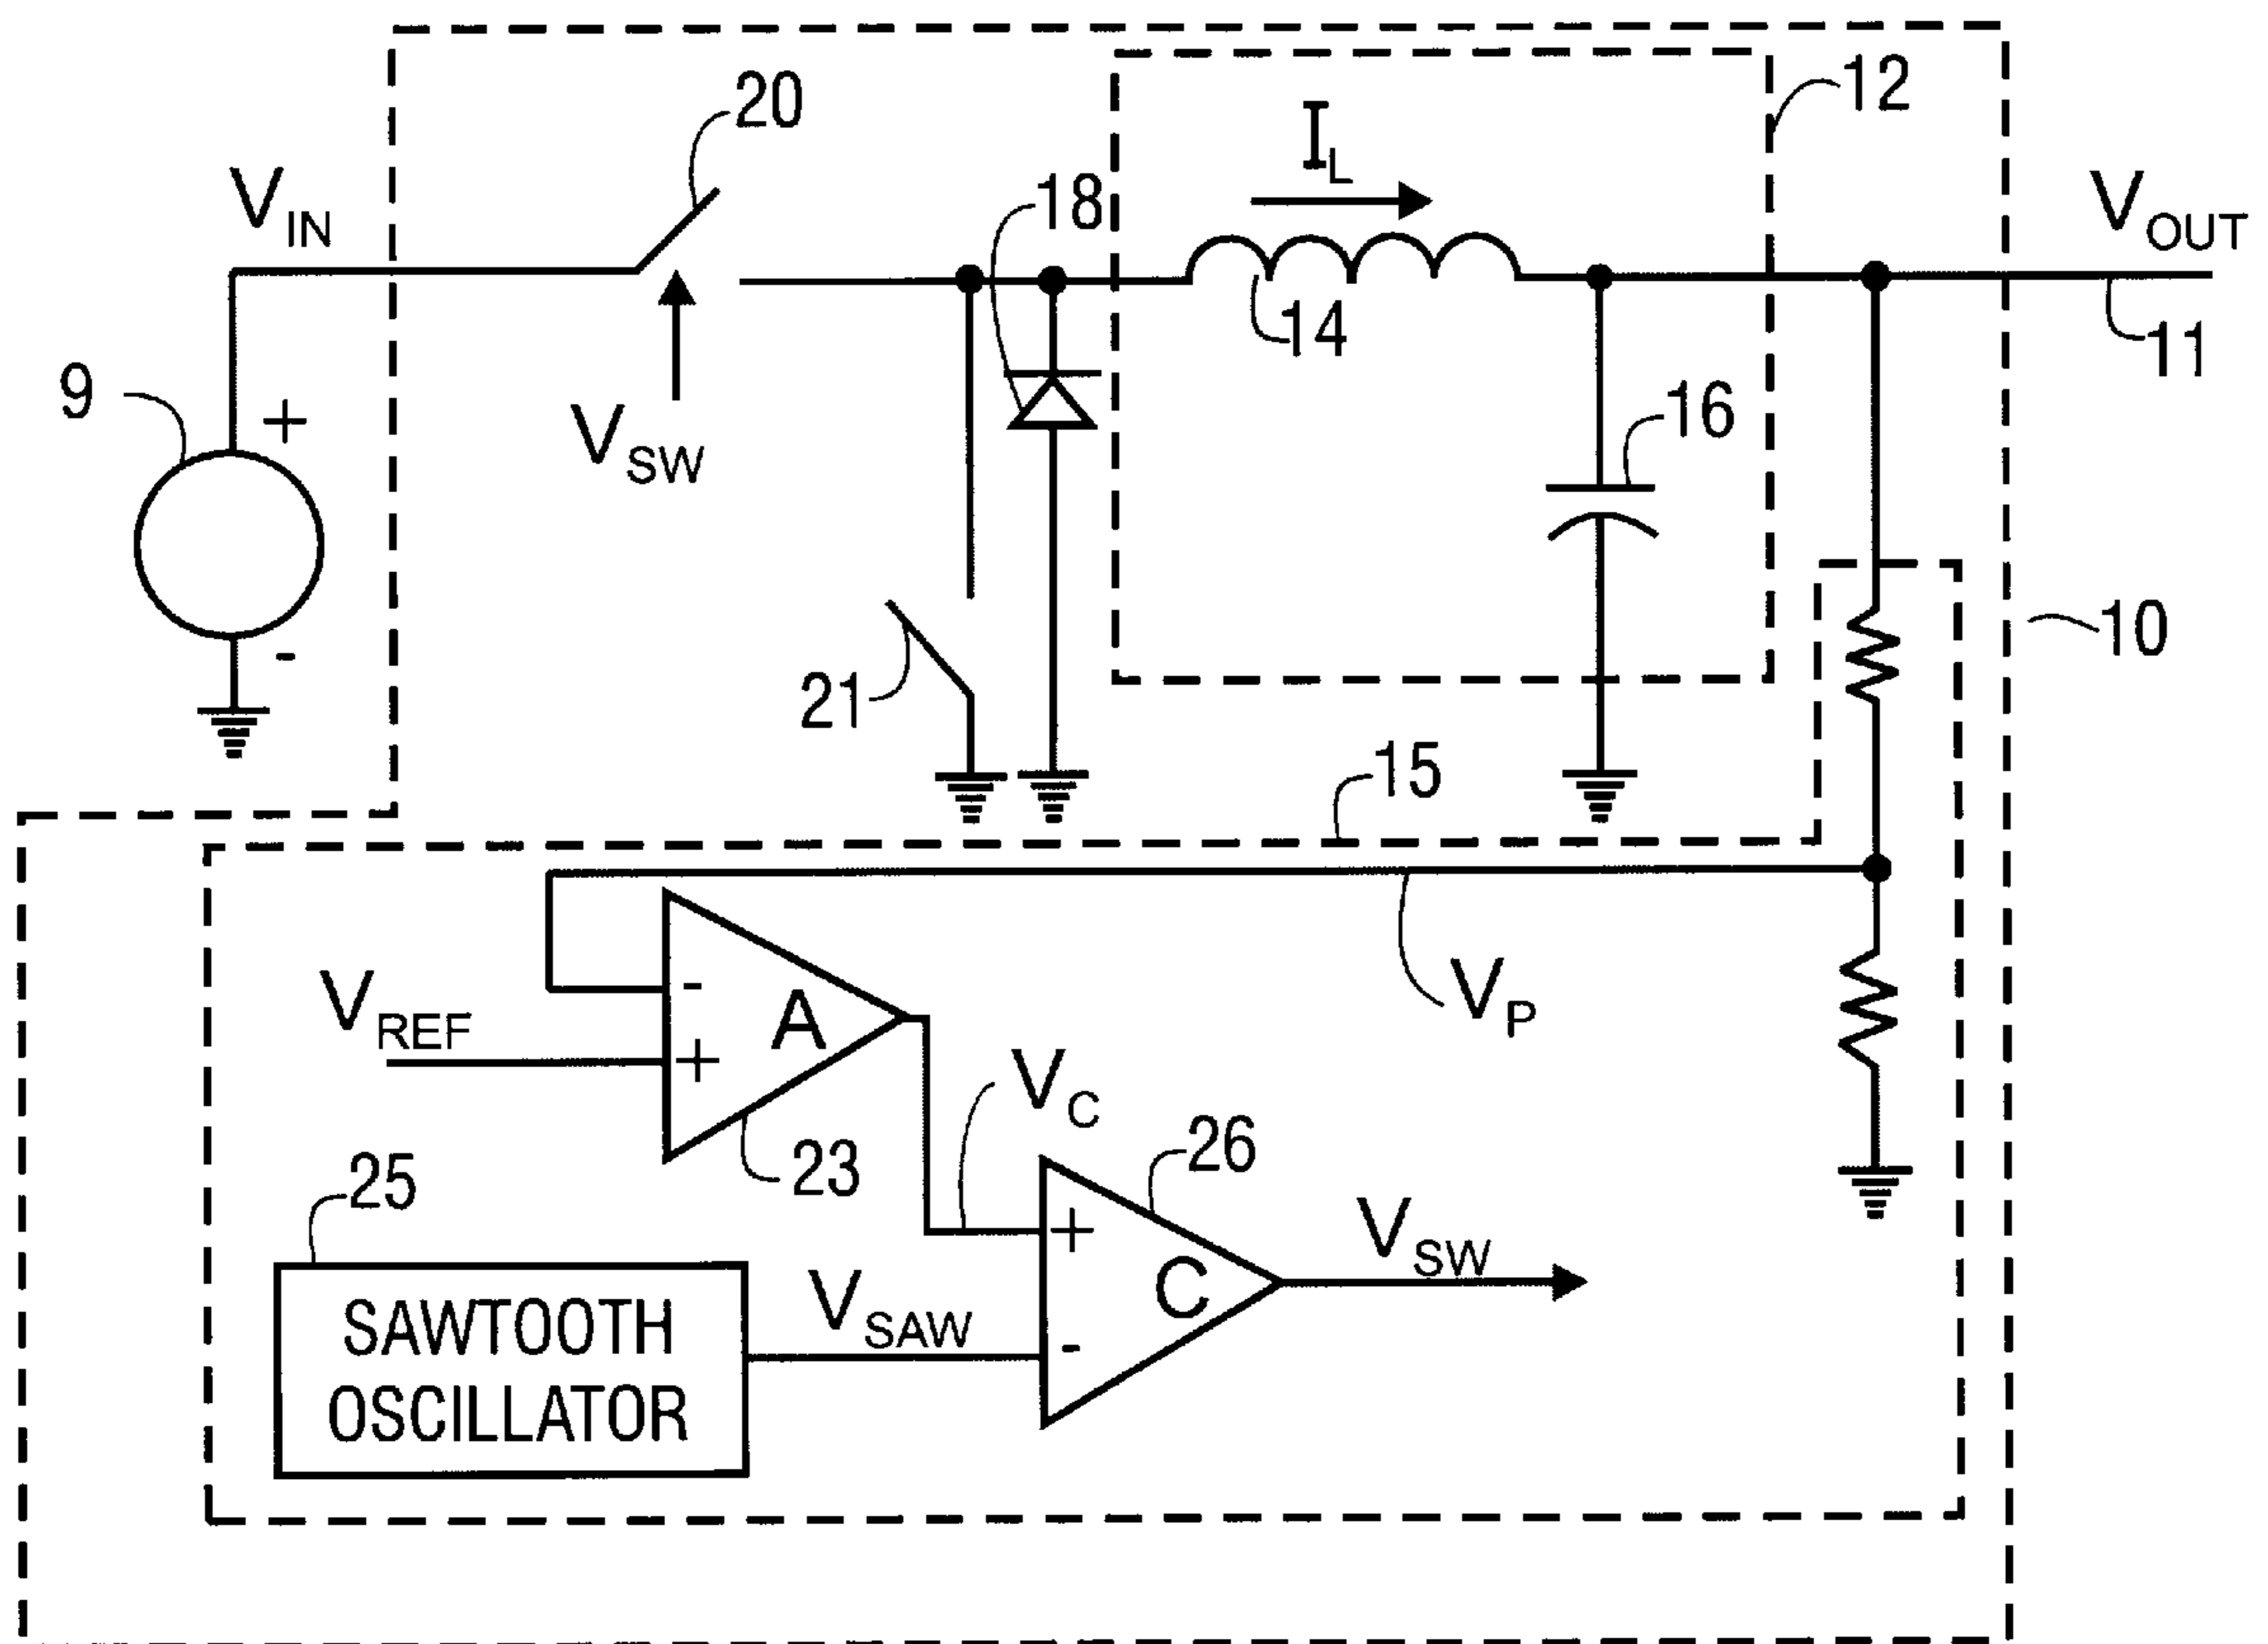 20
12
I_L
V_IN
18
V_OUT
14
11
9
+
V_SW
16
10
-
21
15
-
A
V_P
V_REF
+
V_C
23
26
25
+
V_SW
C
SAWTOOTH
OSCILLATOR
V_SAW
-